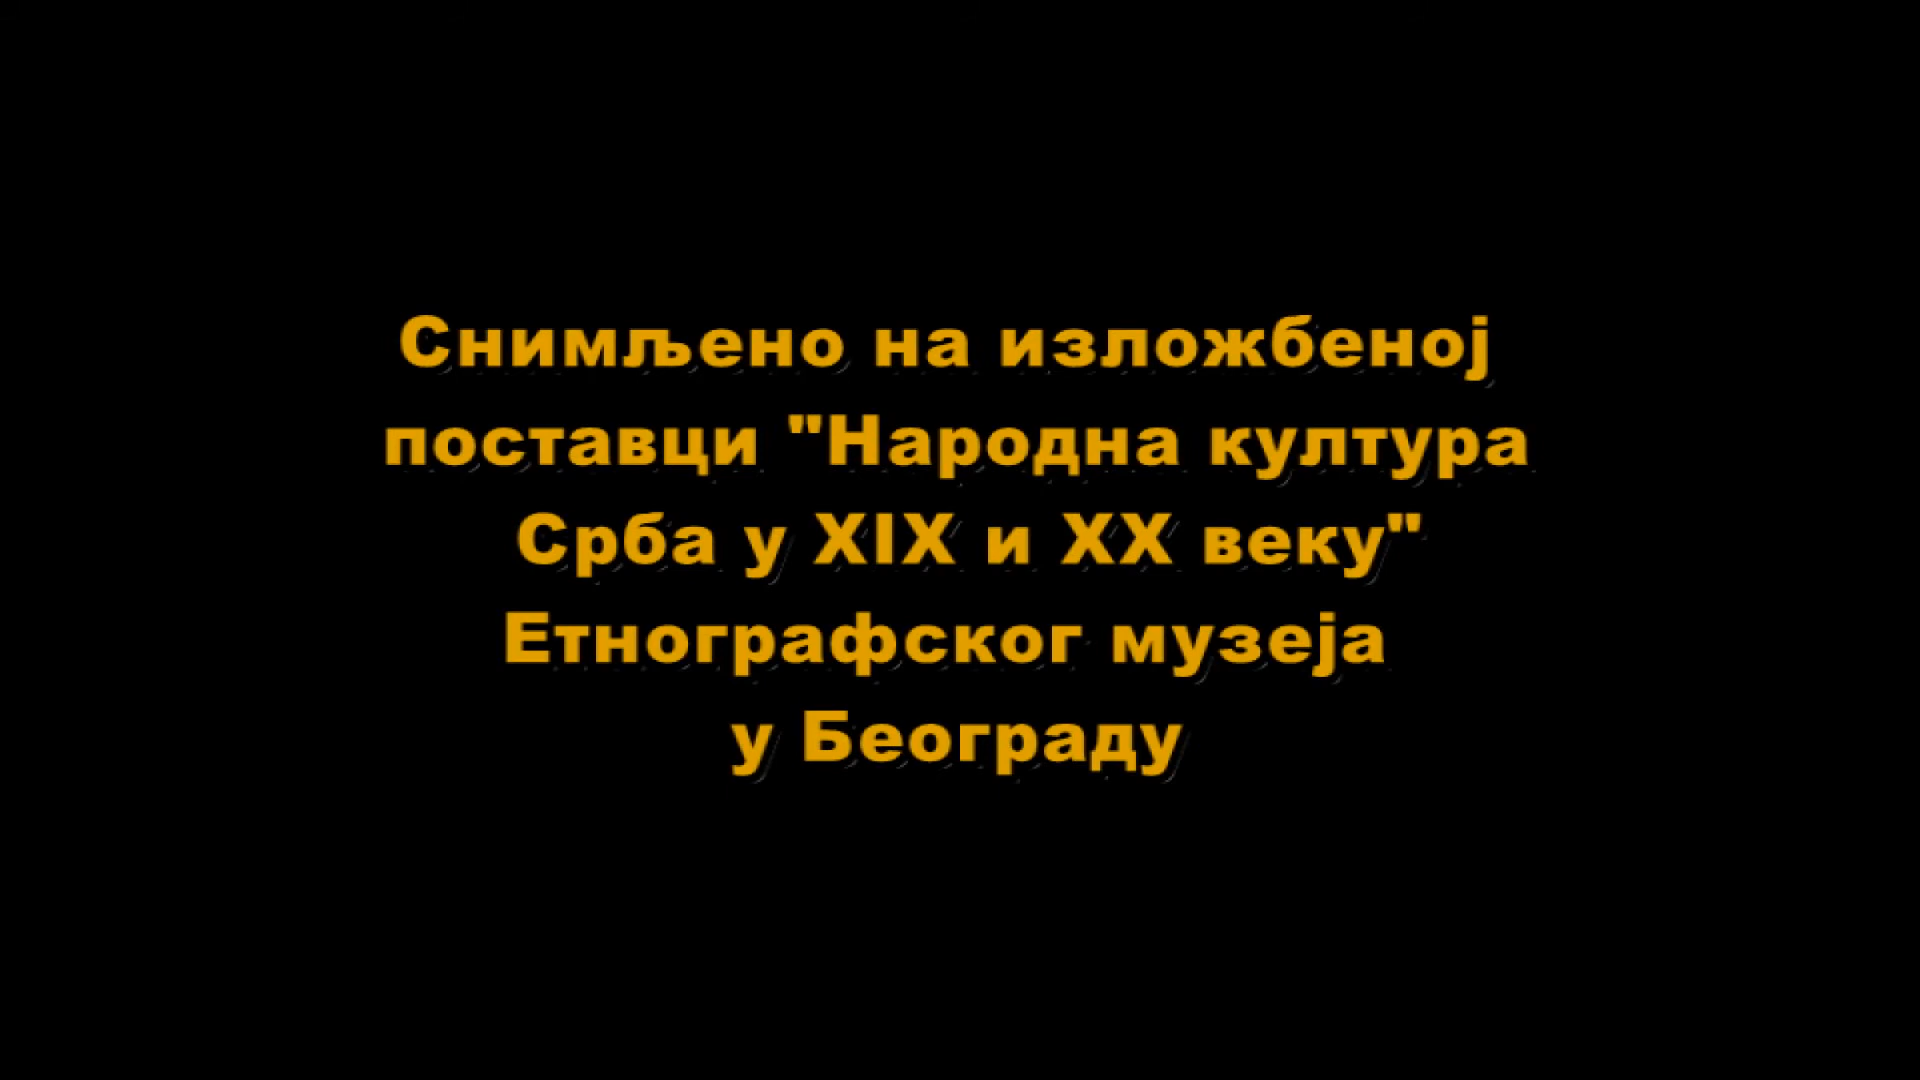 Снимљено на изложбеној
поставци "Народна култура
Срба у XIX и XX веку"
Етнографског музеја
у Београду